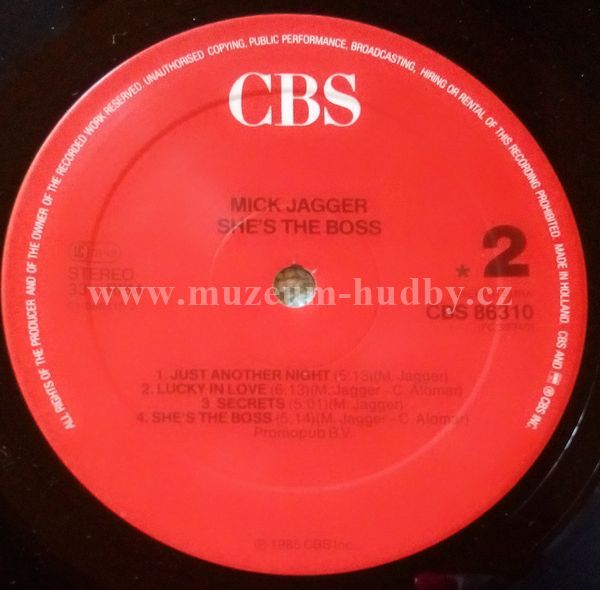 ALL RIGHTS OF THE PRODUCER AND OF THE OWNER OF THE RECORDED WORK RESERVED. UNAUTHORISED COPYING, PUBLIC PERFORMANCE, BROADCASTING, HIRING OR RENTAL OF THIS RECORDING PROHIBITED. MADE IN HOLLAND. CBS AND ℗ CBS INC.
CBS
MICK JAGGER
SHE'S THE BOSS
STEREO
* 2
33
www.muzeum-hudby.cz
CBS 86310
1. JUST ANOTHER NIGHT (5:13)(M. Jagger)
2. LUCKY IN LOVE (6:13)(M. Jagger - C. Alomar)
3. SECRETS (5:01)(M. Jagger)
4. SHE'S THE BOSS (5:14)(M. Jagger - C. Alomar)
Promopub B.V.
℗ 1985 CBS Inc.